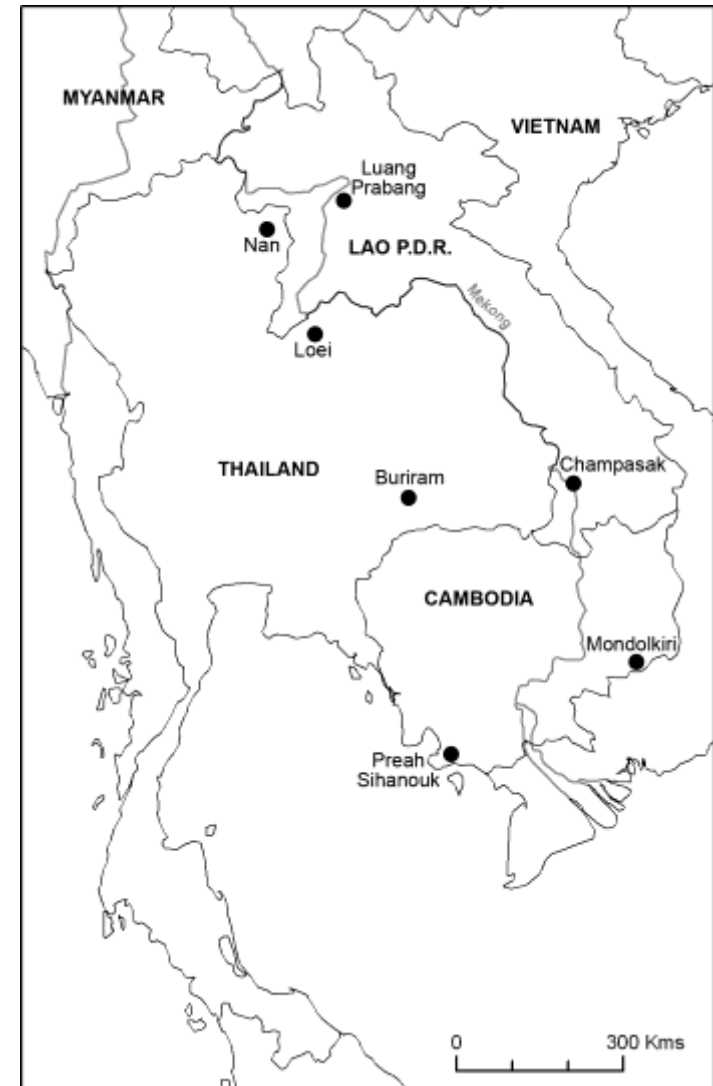 MYANMAR
VIETNAM
Luang
Prabang
Nan
LAO P.D.R.
Mekong
Loei
THAILAND
Buriram
Champasak
CAMBODIA
Mondolkiri
Preah
Sihanouk
0 300 Kms